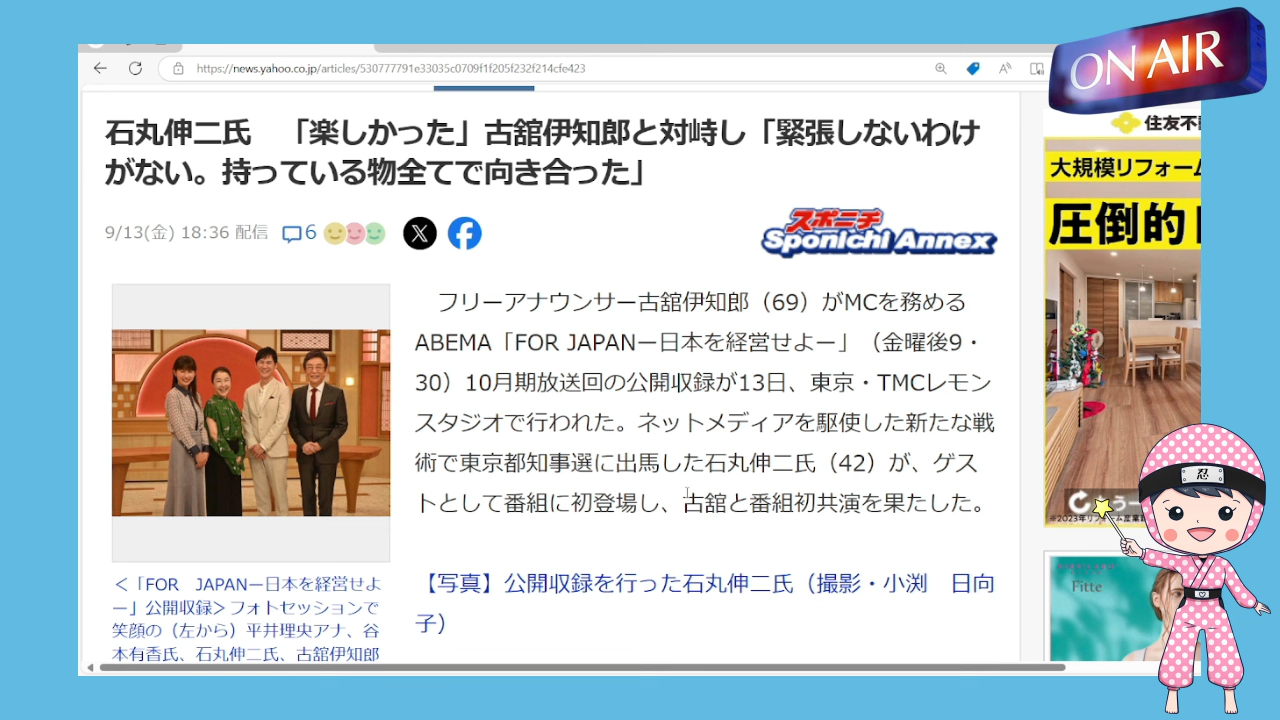 ON AIR
https://news.yahoo.co.jp/articles/530777791e33035c0709f1f205f232f214cfe423
石丸伸二氏　「楽しかった」古舘伊知郎と対峙し「緊張しないわけ
がない。持っている物全てで向き合った」
9/13(金) 18:36 配信
6
スポニチ
Sponichi Annex
フリーアナウンサー古舘伊知郎（69）がMCを務める
ABEMA「FOR JAPANー日本を経営せよー」（金曜後9・
30）10月期放送回の公開収録が13日、東京・TMCレモン
スタジオで行われた。ネットメディアを駆使した新たな戦
術で東京都知事選に出馬した石丸伸二氏（42）が、ゲス
トとして番組に初登場し、古舘と番組初共演を果たした。
【写真】公開収録を行った石丸伸二氏（撮影・小渕　日向
子）
＜「FOR　JAPANー日本を経営せよ
ー」公開収録＞フォトセッションで
笑顔の（左から）平井理央アナ、谷
本有香氏、石丸伸二氏、古舘伊知郎
住友不
大規模リフォーム
圧倒的
Fitte
忍